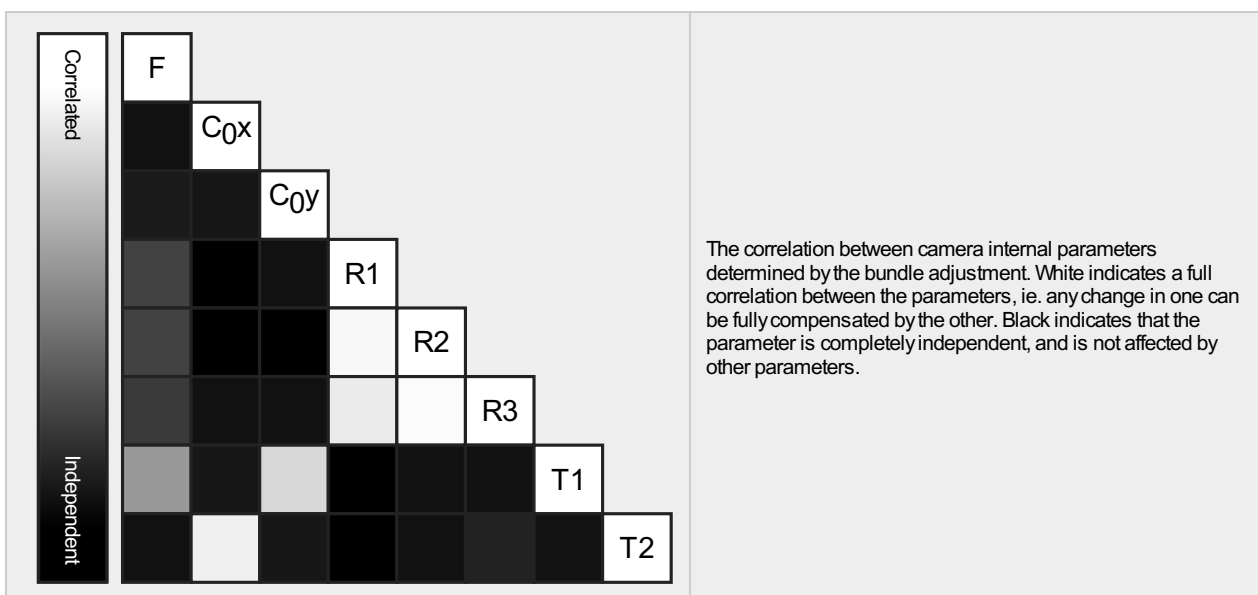 Correlated
Independent
F
C0x
C0y
R1
R2
R3
T1
T2
The correlation between camera internal parameters
determined by the bundle adjustment. White indicates a full
correlation between the parameters, ie. any change in one can
be fully compensated by the other. Black indicates that the
parameter is completely independent, and is not affected by
other parameters.